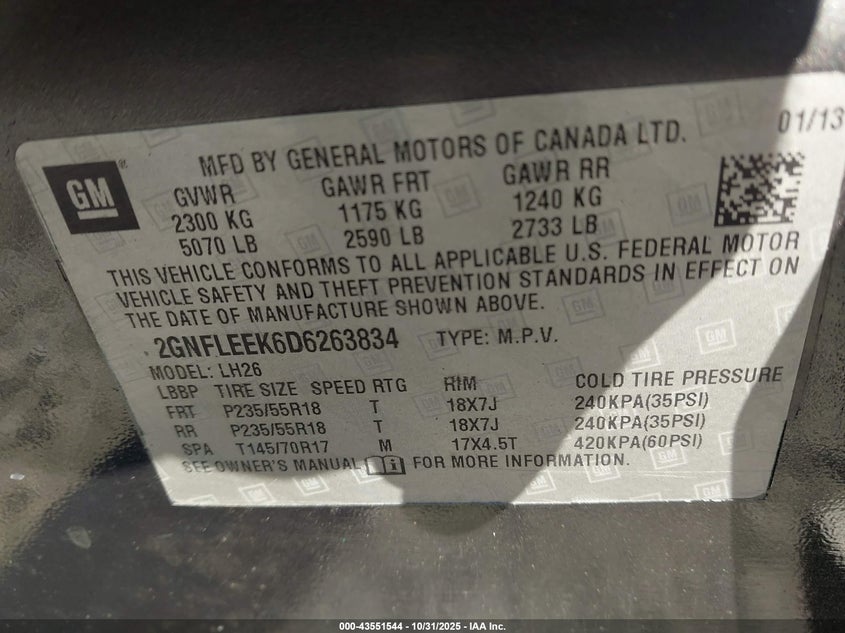 01/13
GM
MFD BY GENERAL MOTORS OF CANADA LTD.
GVWR GAWR FRT GAWR RR
2300 KG 1175 KG 1240 KG
5070 LB 2590 LB 2733 LB
THIS VEHICLE CONFORMS TO ALL APPLICABLE U.S. FEDERAL MOTOR
VEHICLE SAFETY AND THEFT PREVENTION STANDARDS IN EFFECT ON
THE DATE OF MANUFACTURE SHOWN ABOVE.
2GNFLEEK6D6263834 TYPE: M.P.V.
MODEL: LH26
LBBP TIRE SIZE SPEED RTG RIM COLD TIRE PRESSURE
FRT P235/55R18 T 18X7J 240KPA(35PSI)
RR P235/55R18 T 18X7J 240KPA(35PSI)
SPA T145/70R17 M 17X4.5T 420KPA(60PSI)
SEE OWNER'S MANUAL FOR MORE INFORMATION.
000-43551544 - 10/31/2025 - IAA Inc.